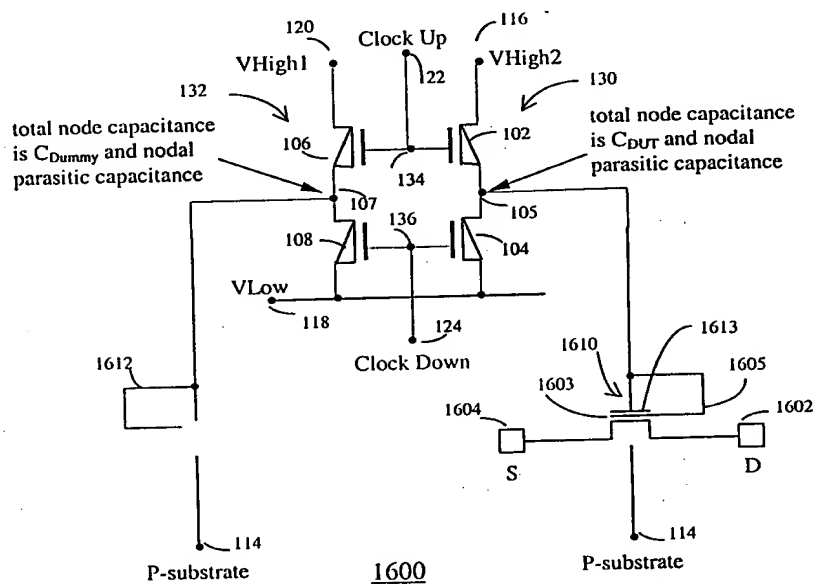 120
116
Clock Up
VHigh1
22
VHigh2
132
130
total node capacitance
is CDummy and nodal
parasitic capacitance
total node capacitance
is CDUT and nodal
parasitic capacitance
106
102
134
107
105
136
108
104
VLow
118
124
Clock Down
1612
1610
1613
1605
1603
1604
1602
S
D
114
114
P-substrate
1600
P-substrate